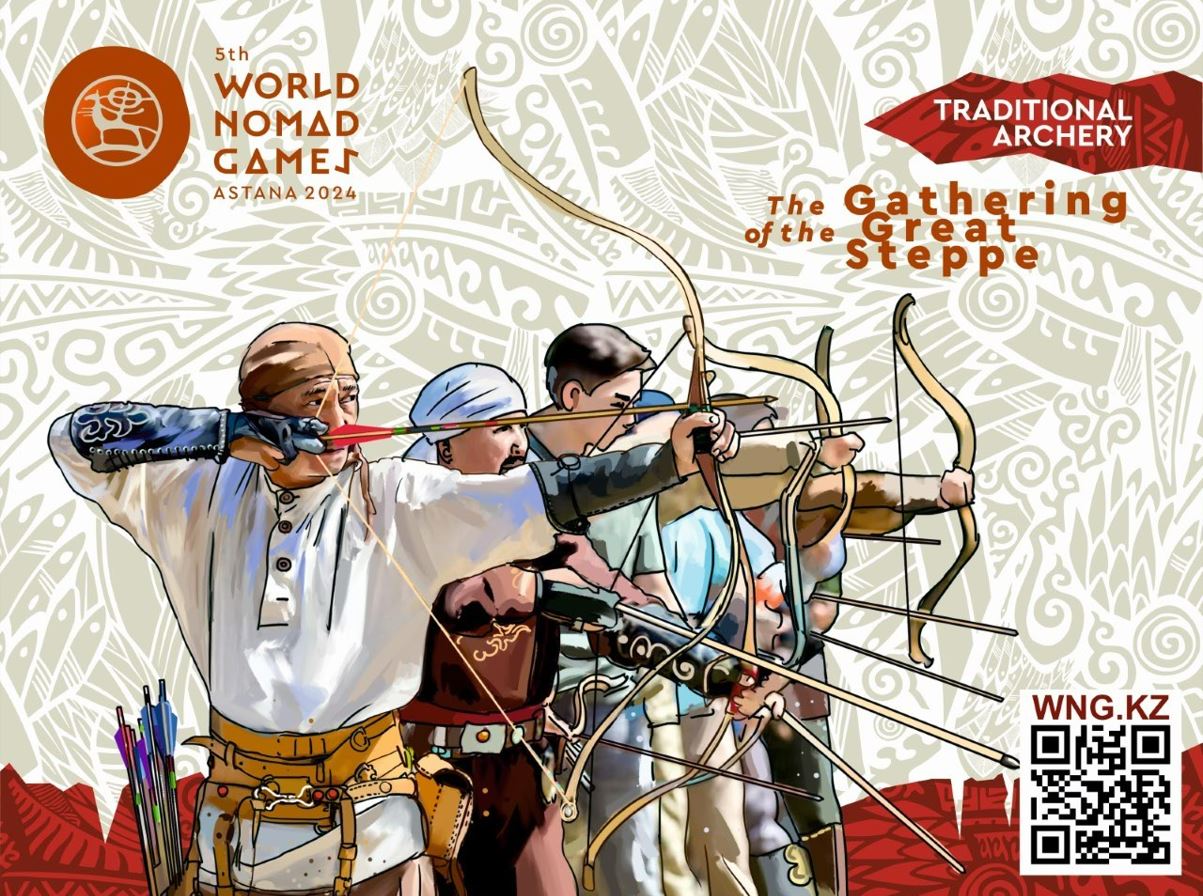 5th
WORLD
NOMAD
GAMES
ASTANA 2024
TRADITIONAL
ARCHERY
The Gathering
of the Great
Steppe
WNG.KZ